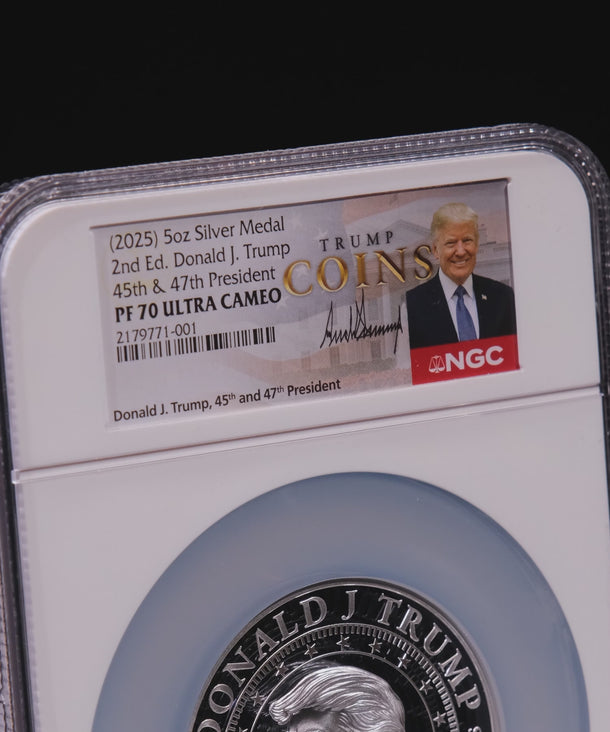 (2025) 5oz Silver Medal
2nd Ed. Donald J. Trump
45th & 47th President
PF 70 ULTRA CAMEO
2179771-001
TRUMP
COINS
NGC
Donald J. Trump, 45th and 47th President
DONALD J TRUMP